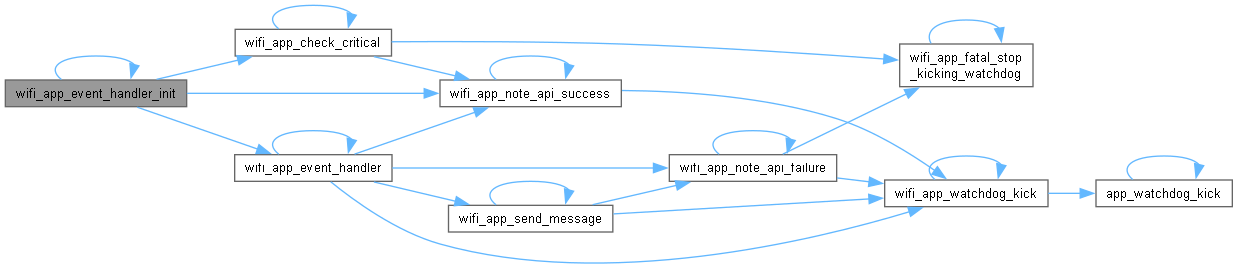 wifi_app_check_critical
wifi_app_fatal_stop
_kicking_watchdog
wifi_app_event_handler_init
wifi_app_note_api_success
wifi_app_event_handler
wifi_app_note_api_failure
wifi_app_watchdog_kick
app_watchdog_kick
wifi_app_send_message